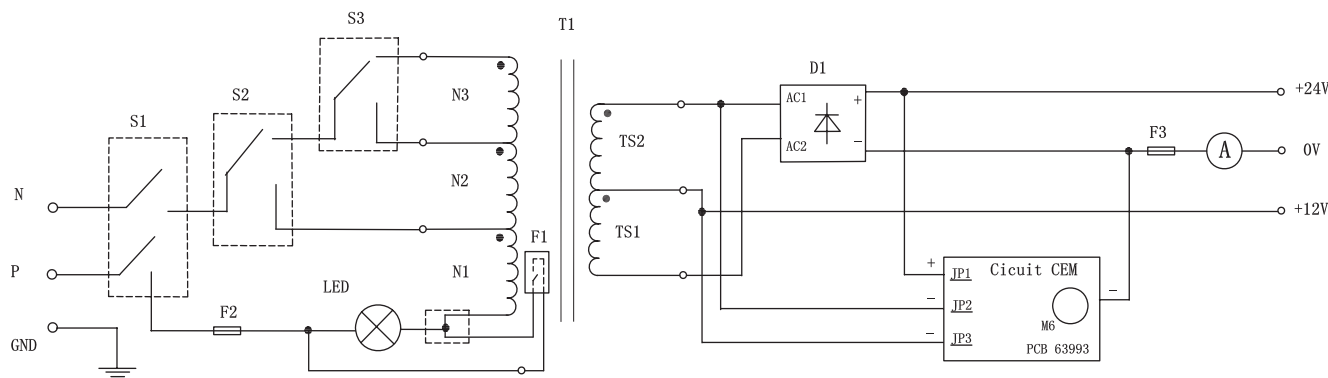 S3
T1
S2
S1
N3
D1
AC1
+
+24V
TS2
AC2
−
F3
A
0V
N2
N
TS1
+12V
F1
N1
P
LED
+
JP1
Cicuit CEM
−
JP2
−
M6
F2
−
JP3
PCB 63993
GND